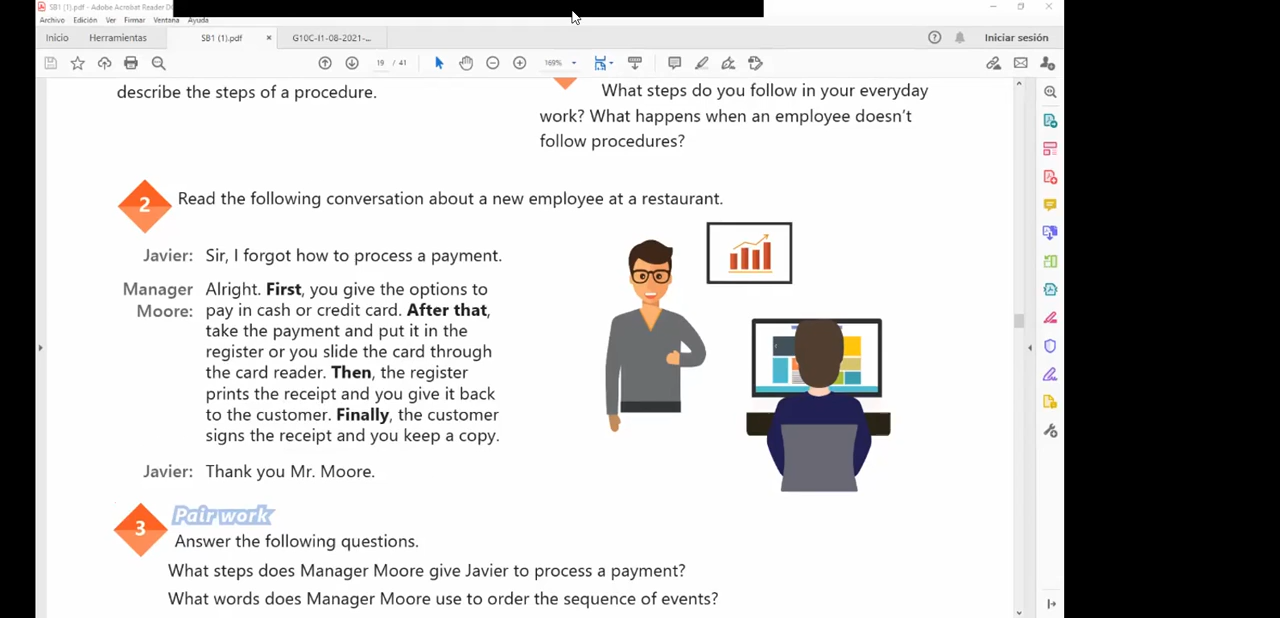 SB1 (1).pdf - Adobe Acrobat Reader DC
Archivo Edición Ver Firmar Ventana Ayuda
Inicio Herramientas SB1 (1).pdf × G10C-I1-08-2021-... Iniciar sesión
19 / 41 169%
describe the steps of a procedure.
What steps do you follow in your everyday
work? What happens when an employee doesn't
follow procedures?
2 Read the following conversation about a new employee at a restaurant.
Javier: Sir, I forgot how to process a payment.
Manager Moore: Alright. First, you give the options to
pay in cash or credit card. After that,
take the payment and put it in the
register or you slide the card through
the card reader. Then, the register
prints the receipt and you give it back
to the customer. Finally, the customer
signs the receipt and you keep a copy.
Javier: Thank you Mr. Moore.
3 Pair work
Answer the following questions.
What steps does Manager Moore give Javier to process a payment?
What words does Manager Moore use to order the sequence of events?